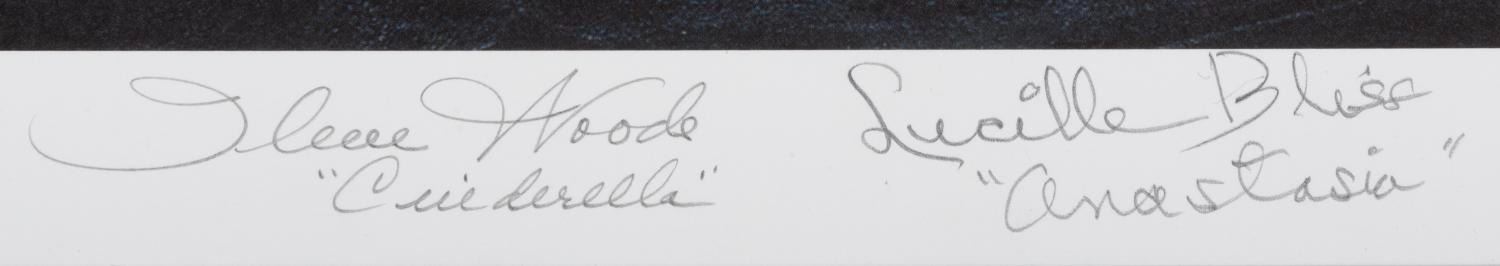 Ilene Woods
"Cinderella"
Lucille Bliss
"Anastasia"